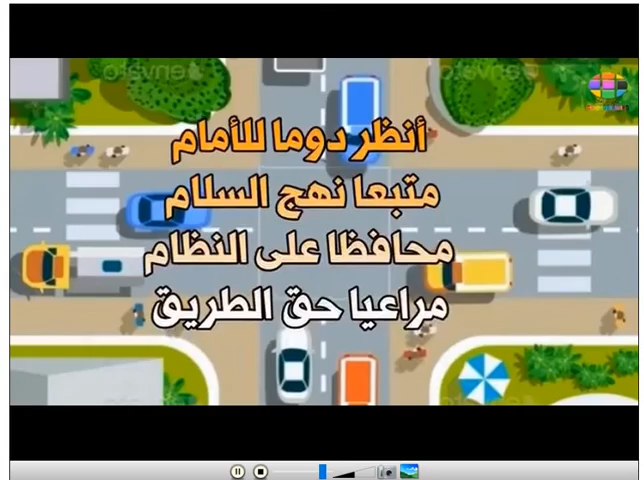 أنظر دوما للأمام
متبعا نهج السلام
محافظا على النظام
مراعيا حق الطريق